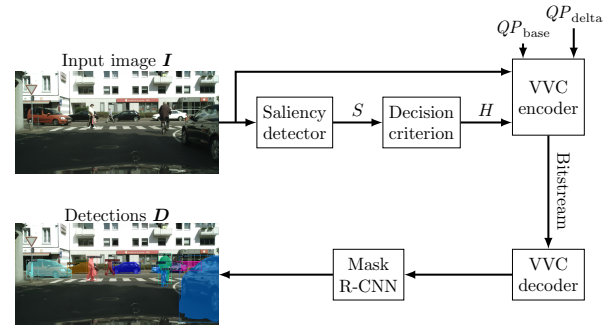 QP_base
QP_delta
Input image I
Saliency
detector
S
Decision
criterion
H
VVC
encoder
Bitstream
Detections D
Mask
R-CNN
VVC
decoder